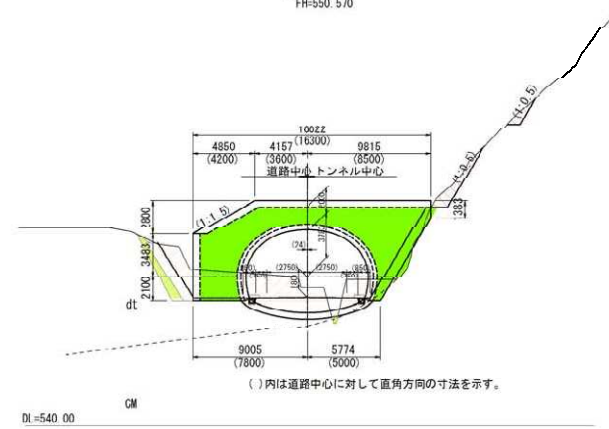 FH=550.570
(1:0.5)
(16300)
4850 4157 9815
(4200) (3600) (8500)
道路中心 トンネル中心
(1:1.5)
2800
383
3483
(74)
(2750) (2750)
2100
dt
9005 5774
(7800) (5000)
( )内は道路中心に対して直角方向の寸法を示す。
CM
DL=540.00